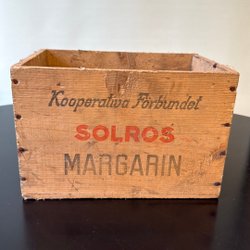 Kooperativa Förbundet
SOLROS
MARGARIN